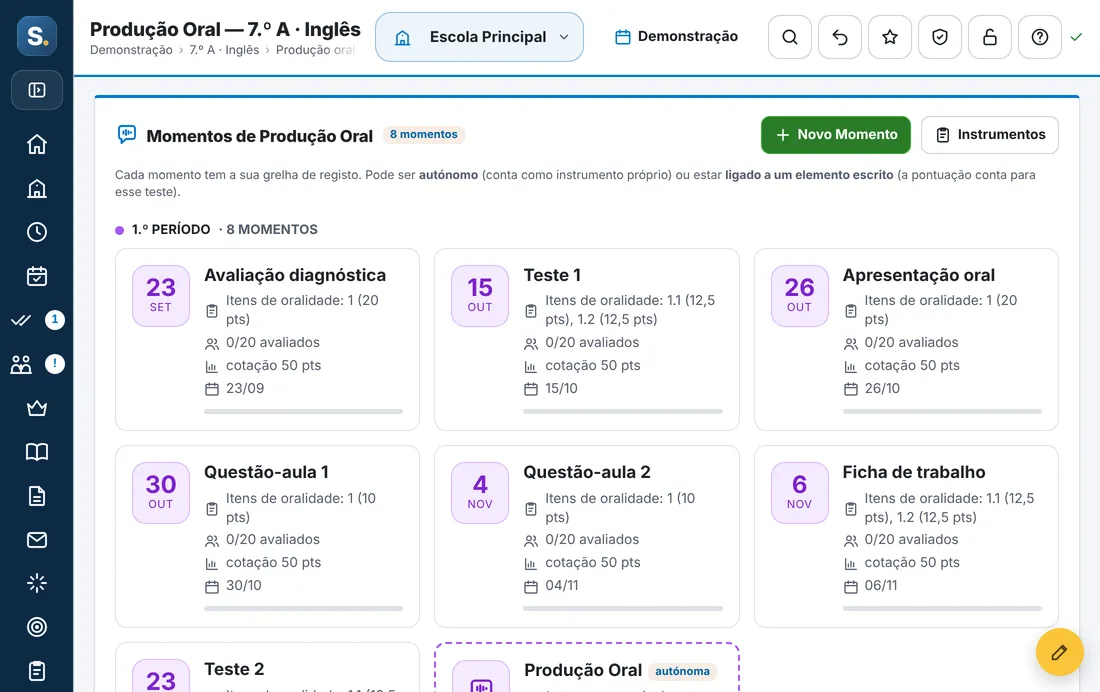 S.
Produção Oral — 7.º A · Inglês
Demonstração › 7.º A · Inglês › Produção oral
Escola Principal
Demonstração
1
!
Momentos de Produção Oral
8 momentos
Novo Momento
Instrumentos
Cada momento tem a sua grelha de registo. Pode ser autónomo (conta como instrumento próprio) ou estar ligado a um elemento escrito (a pontuação conta para
esse teste).
1.º PERÍODO · 8 MOMENTOS
23
SET
Avaliação diagnóstica
Itens de oralidade: 1 (20
pts)
0/20 avaliados
cotação 50 pts
23/09
15
OUT
Teste 1
Itens de oralidade: 1.1 (12,5
pts), 1.2 (12,5 pts)
0/20 avaliados
cotação 50 pts
15/10
26
OUT
Apresentação oral
Itens de oralidade: 1 (20
pts)
0/20 avaliados
cotação 50 pts
26/10
30
OUT
Questão-aula 1
Itens de oralidade: 1 (10
pts)
0/20 avaliados
cotação 50 pts
30/10
4
NOV
Questão-aula 2
Itens de oralidade: 1 (10
pts)
0/20 avaliados
cotação 50 pts
04/11
6
NOV
Ficha de trabalho
Itens de oralidade: 1.1 (12,5
pts), 1.2 (12,5 pts)
0/20 avaliados
cotação 50 pts
06/11
23
Teste 2
Produção Oral
autónoma